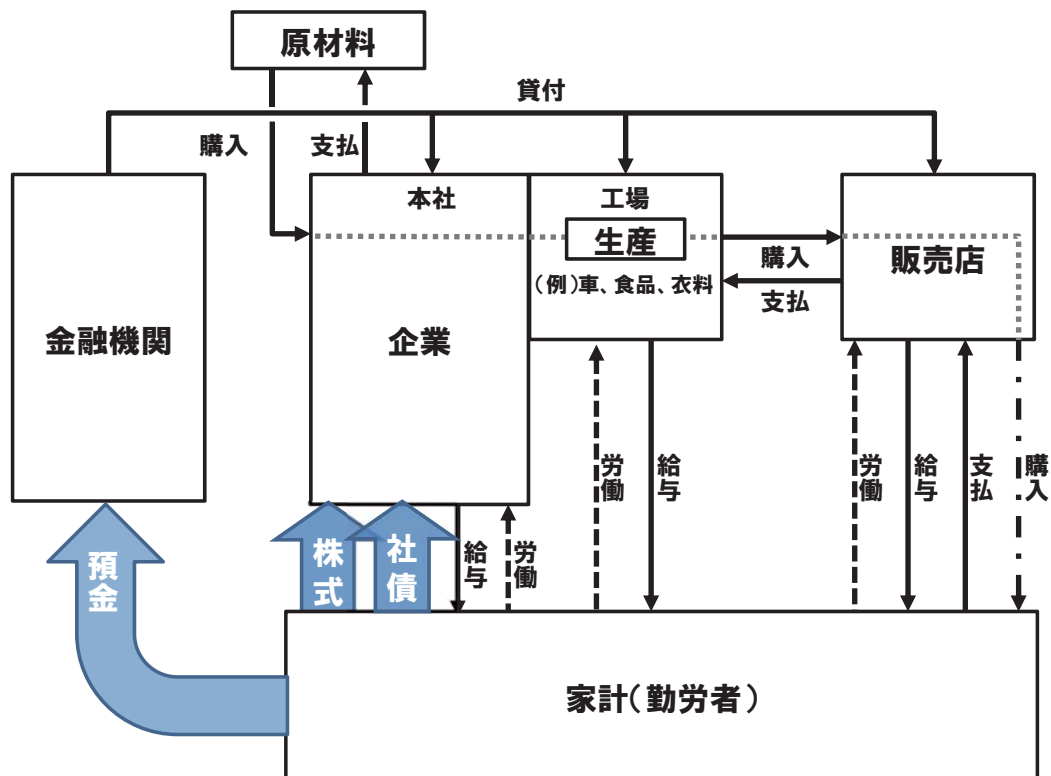 原材料
貸付
購入
支払
本社
工場
生産
(例)車、食品、衣料
購入
支払
販売店
金融機関
企業
労働
給与
労働
給与
支払
購入
預金
株式
社債
給与
労働
家計(勤労者)